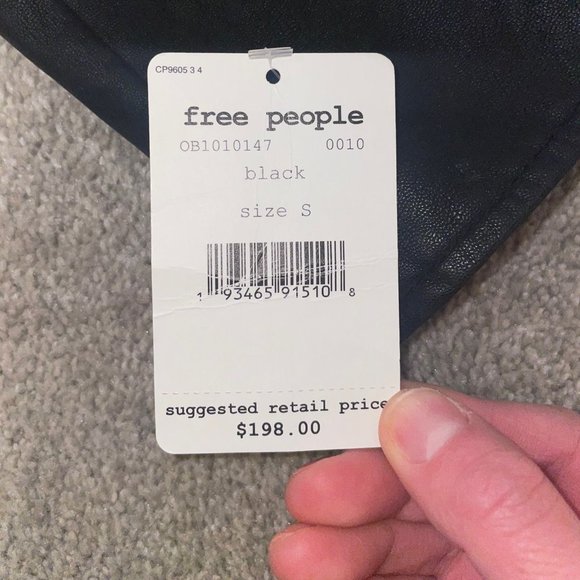 CP9605 3 4
free people
OB1010147 0010
black
size S
1 93465 91510 8
suggested retail price
$198.00